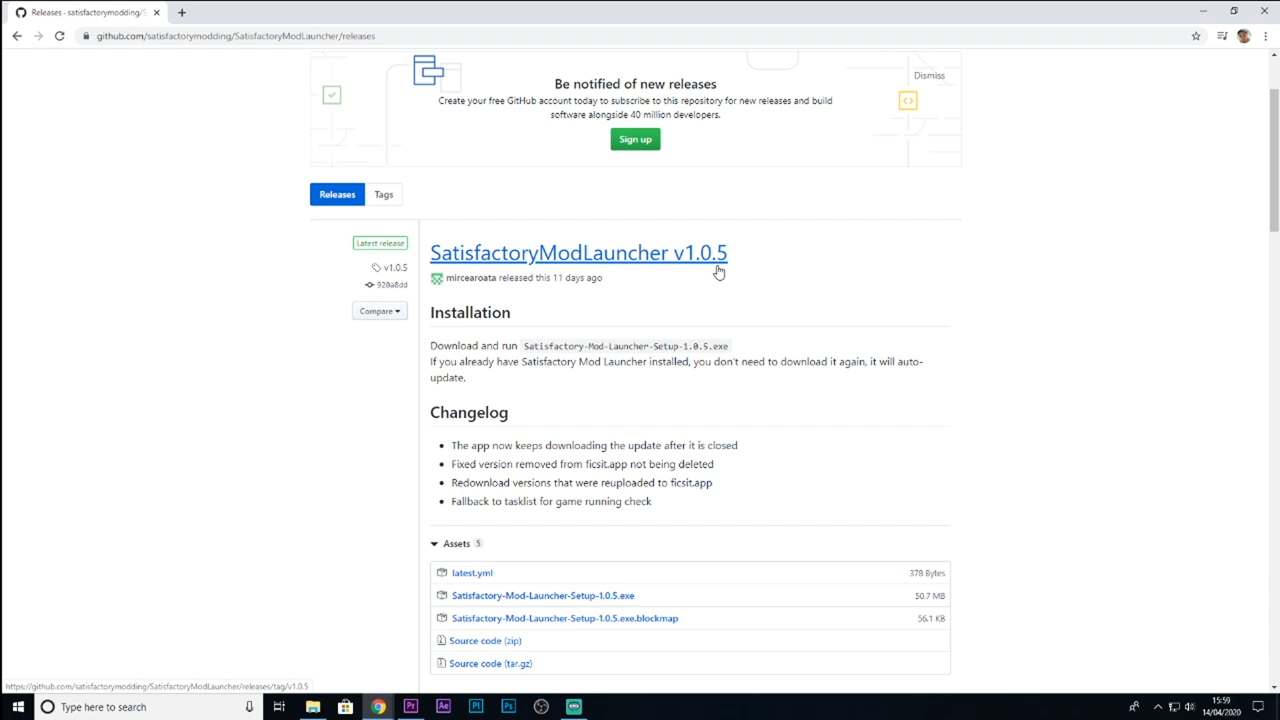 Releases · satisfactorymodding/S
github.com/satisfactorymodding/SatisfactoryModLauncher/releases
Be notified of new releases
Dismiss
Create your free GitHub account today to subscribe to this repository for new releases and build
software alongside 40 million developers.
Sign up
Releases
Tags
Latest release
v1.0.5
920a8dd
Compare
SatisfactoryModLauncher v1.0.5
mircearoata released this 11 days ago
Installation
Download and run Satisfactory-Mod-Launcher-Setup-1.0.5.exe
If you already have Satisfactory Mod Launcher installed, you don't need to download it again, it will auto-
update.
Changelog
• The app now keeps downloading the update after it is closed
• Fixed version removed from ficsit.app not being deleted
• Redownload versions that were reuploaded to ficsit.app
• Fallback to tasklist for game running check
Assets 5
latest.yml 378 Bytes
Satisfactory-Mod-Launcher-Setup-1.0.5.exe 50.7 MB
Satisfactory-Mod-Launcher-Setup-1.0.5.exe.blockmap 56.1 KB
Source code (zip)
Source code (tar.gz)
https://github.com/satisfactorymodding/SatisfactoryModLauncher/releases/tag/v1.0.5
Type here to search
Pr
Ae
Pl
Ps
15:59
14/04/2020